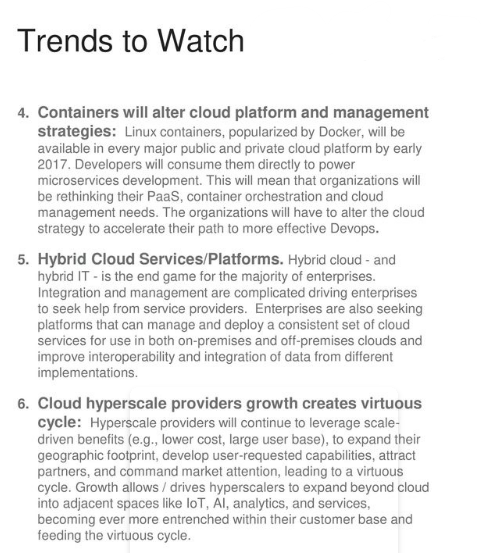 Trends to Watch
4. Containers will alter cloud platform and management
strategies: Linux containers, popularized by Docker, will be
available in every major public and private cloud platform by early
2017. Developers will consume them directly to power
microservices development. This will mean that organizations will
be rethinking their PaaS, container orchestration and cloud
management needs. The organizations will have to alter the cloud
strategy to accelerate their path to more effective Devops.
5. Hybrid Cloud Services/Platforms. Hybrid cloud - and
hybrid IT - is the end game for the majority of enterprises.
Integration and management are complicated driving enterprises
to seek help from service providers. Enterprises are also seeking
platforms that can manage and deploy a consistent set of cloud
services for use in both on-premises and off-premises clouds and
improve interoperability and integration of data from different
implementations.
6. Cloud hyperscale providers growth creates virtuous
cycle: Hyperscale providers will continue to leverage scale-
driven benefits (e.g., lower cost, large user base), to expand their
geographic footprint, develop user-requested capabilities, attract
partners, and command market attention, leading to a virtuous
cycle. Growth allows / drives hyperscalers to expand beyond cloud
into adjacent spaces like IoT, AI, analytics, and services,
becoming ever more entrenched within their customer base and
feeding the virtuous cycle.